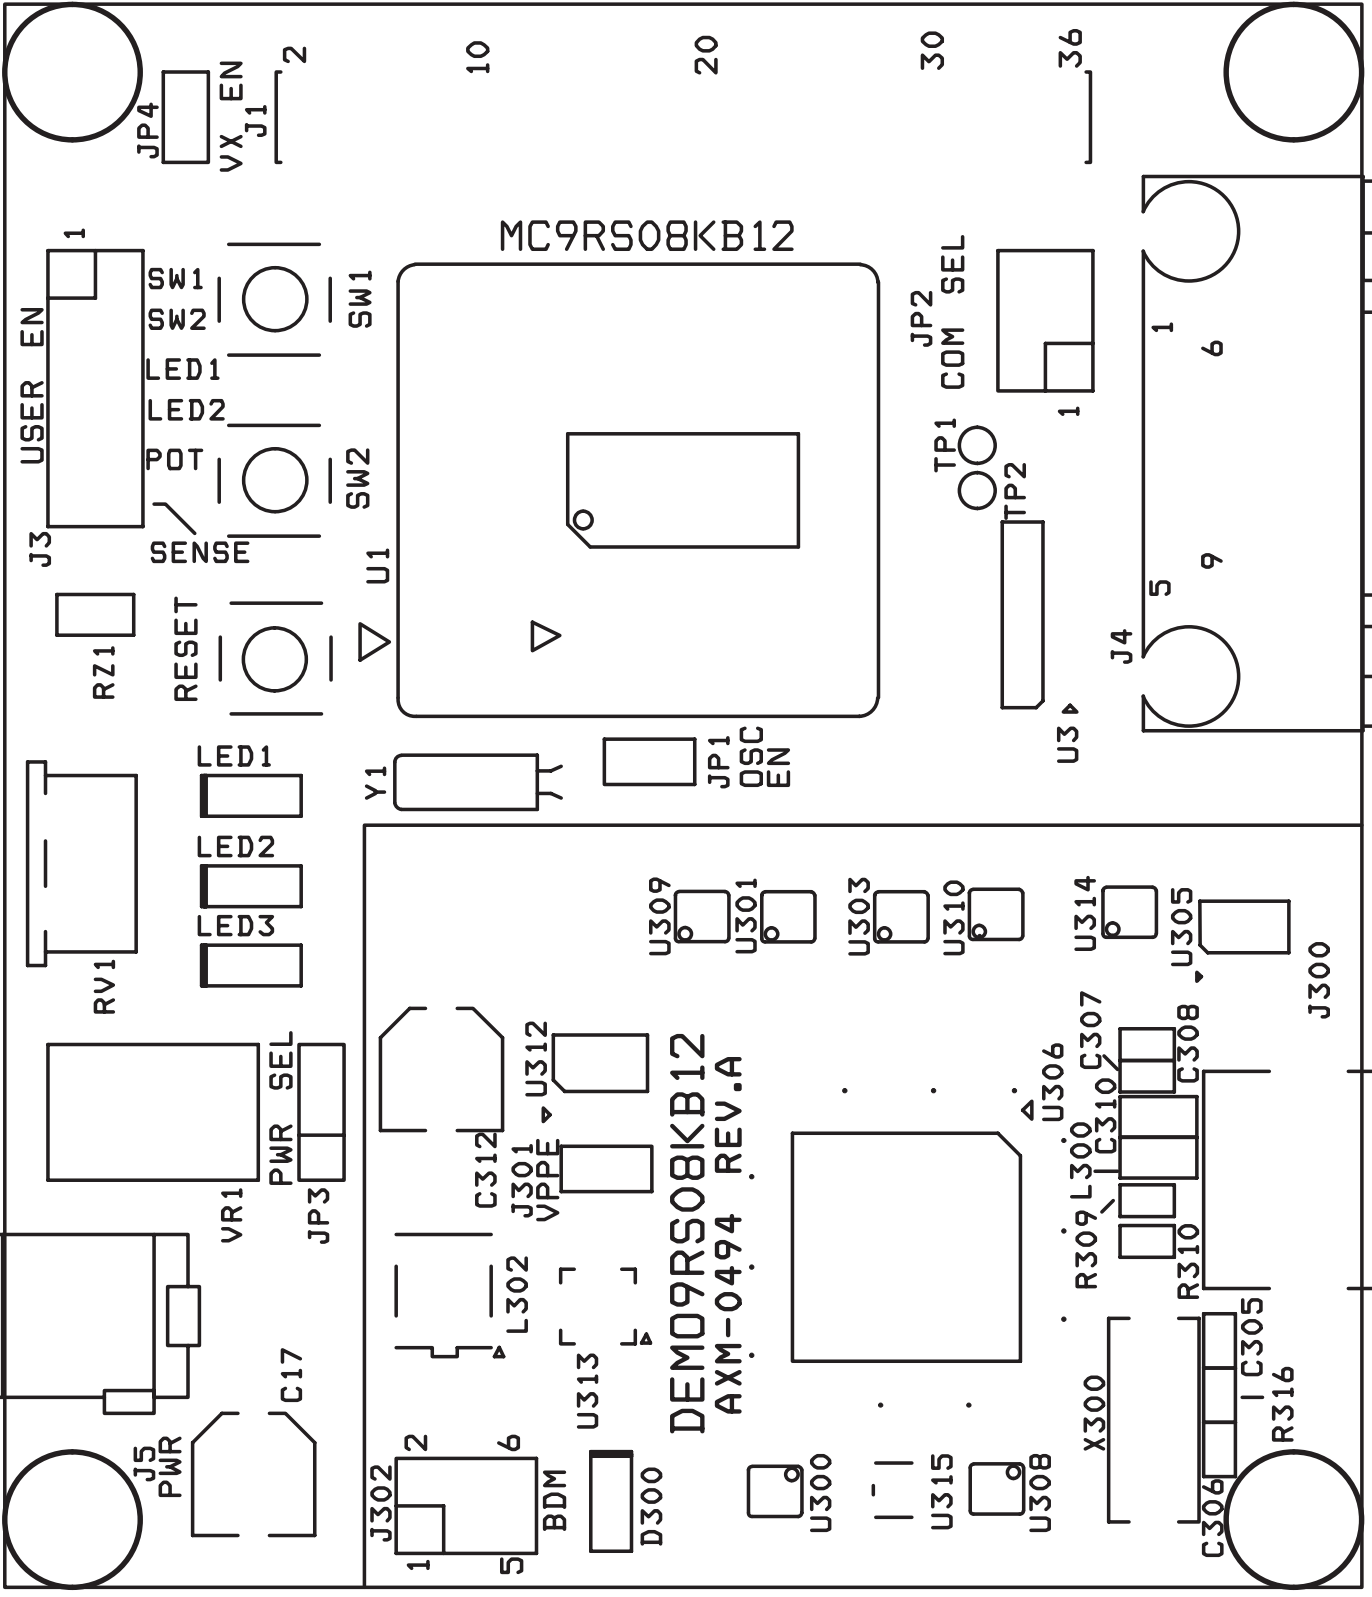 2
10
20
30
36
JP4
VX EN
J1
MC9RS08KB12
1
USER EN
SW1
SW2
LED1
LED2
POT
SENSE
J3
SW1
SW2
U1
JP2
COM SEL
1
TP1
TP2
1
6
5
9
J4
U3
RZ1
RESET
LED1
LED2
LED3
RV1
Y1
JP1
OSC
EN
U309
U301
U303
U310
U314
U305
J300
U312
C312
J301
VPPE
DEMO9RS08KB12
AXM-0494 REV.A
U306
C307
C308
C310
L300
R309
R310
PWR SEL
VR1
JP3
L302
U313
C17
J5
PWR
J302
2
6
1
5
BDM
D300
U300
U315
U308
X300
C305
R316
C306